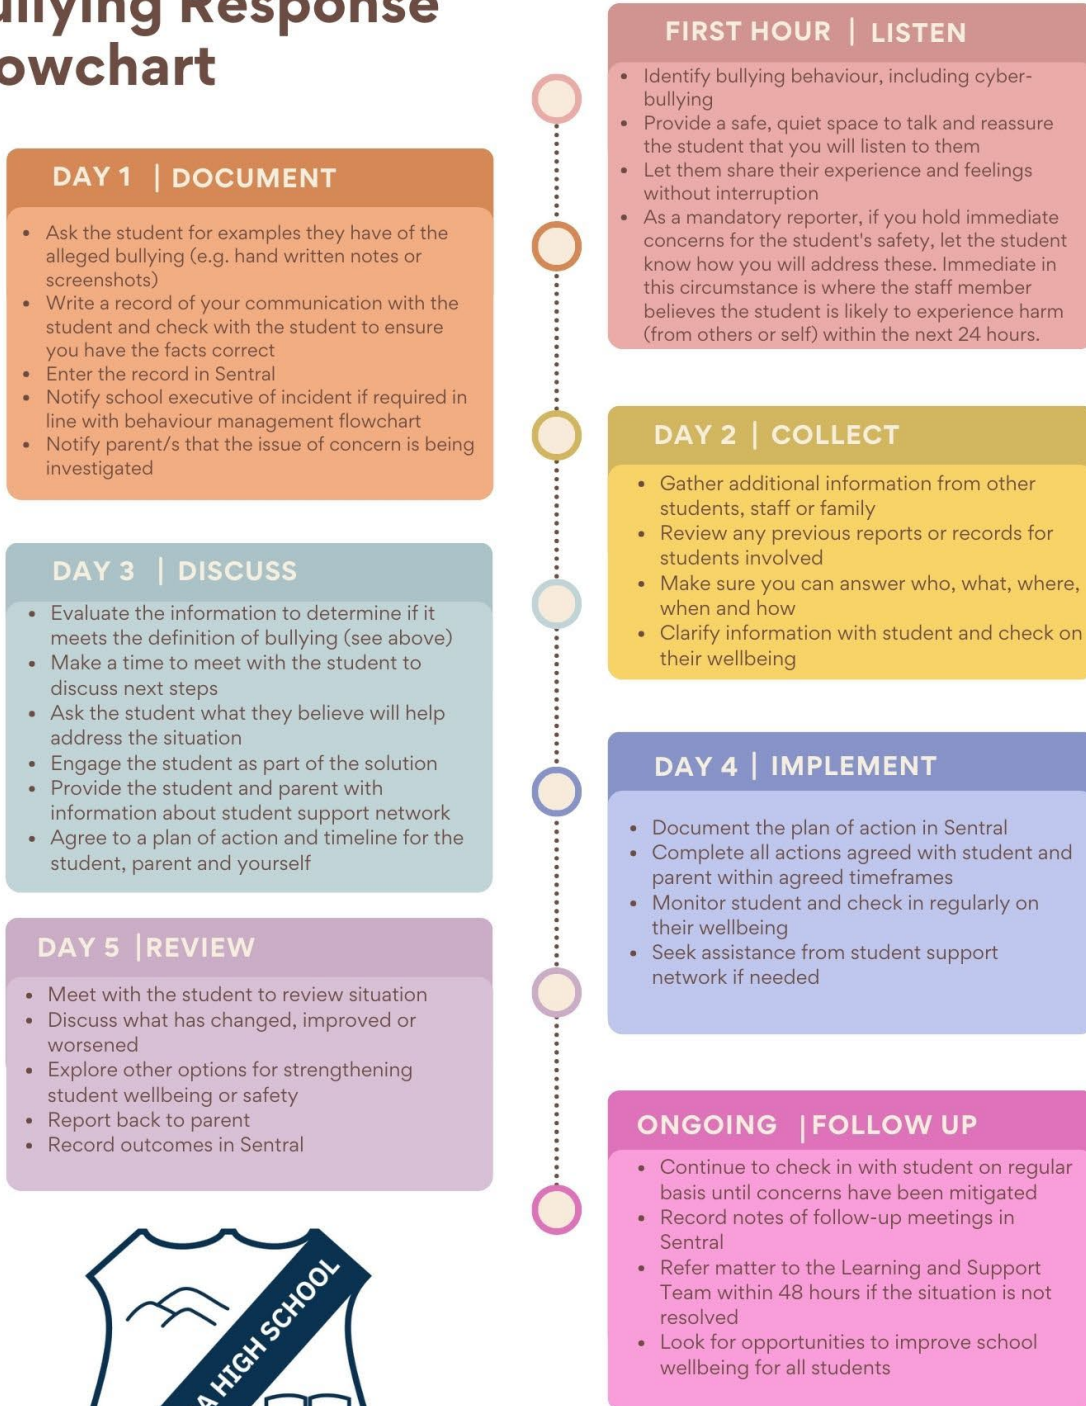 ullying Response
owchart
FIRST HOUR | LISTEN
• Identify bullying behaviour, including cyber-
bullying
• Provide a safe, quiet space to talk and reassure
the student that you will listen to them
• Let them share their experience and feelings
without interruption
• As a mandatory reporter, if you hold immediate
concerns for the student's safety, let the student
know how you will address these. Immediate in
this circumstance is where the staff member
believes the student is likely to experience harm
(from others or self) within the next 24 hours.
DAY 1 | DOCUMENT
• Ask the student for examples they have of the
alleged bullying (e.g. hand written notes or
screenshots)
• Write a record of your communication with the
student and check with the student to ensure
you have the facts correct
• Enter the record in Sentral
• Notify school executive of incident if required in
line with behaviour management flowchart
• Notify parent/s that the issue of concern is being
investigated
DAY 2 | COLLECT
• Gather additional information from other
students, staff or family
• Review any previous reports or records for
students involved
• Make sure you can answer who, what, where,
when and how
• Clarify information with student and check on
their wellbeing
DAY 3 | DISCUSS
• Evaluate the information to determine if it
meets the definition of bullying (see above)
• Make a time to meet with the student to
discuss next steps
• Ask the student what they believe will help
address the situation
• Engage the student as part of the solution
• Provide the student and parent with
information about student support network
• Agree to a plan of action and timeline for the
student, parent and yourself
DAY 4 | IMPLEMENT
• Document the plan of action in Sentral
• Complete all actions agreed with student and
parent within agreed timeframes
• Monitor student and check in regularly on
their wellbeing
• Seek assistance from student support
network if needed
DAY 5 |REVIEW
• Meet with the student to review situation
• Discuss what has changed, improved or
worsened
• Explore other options for strengthening
student wellbeing or safety
• Report back to parent
• Record outcomes in Sentral
ONGOING |FOLLOW UP
• Continue to check in with student on regular
basis until concerns have been mitigated
• Record notes of follow-up meetings in
Sentral
• Refer matter to the Learning and Support
Team within 48 hours if the situation is not
resolved
• Look for opportunities to improve school
wellbeing for all students
A HIGH SCHOOL